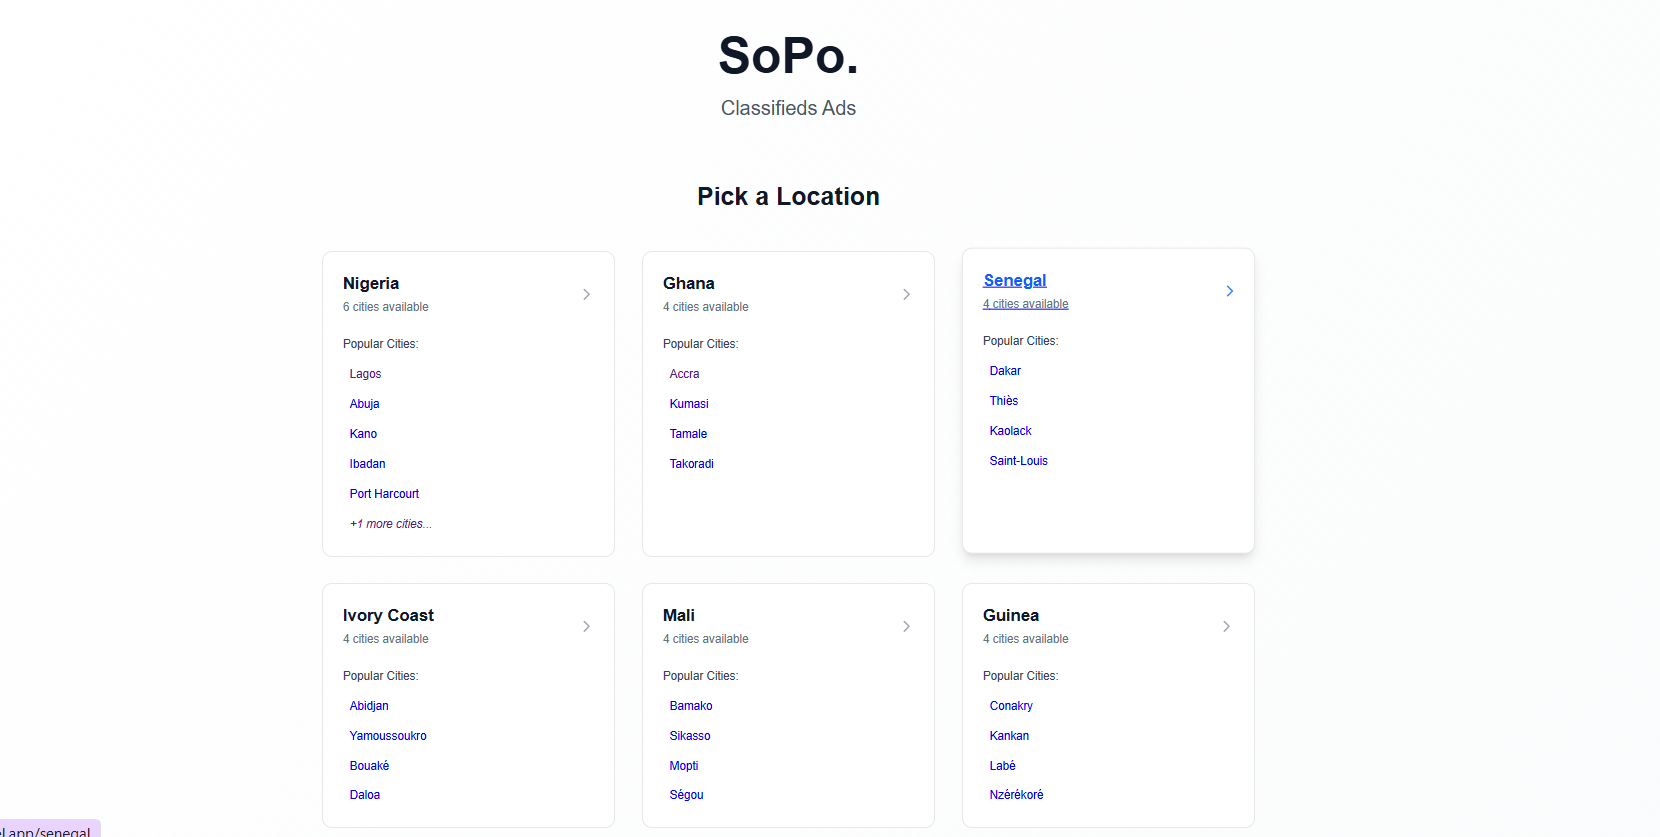 SoPo.
Classifieds Ads
Pick a Location
Nigeria
6 cities available
Popular Cities:
Lagos
Abuja
Kano
Ibadan
Port Harcourt
+1 more cities...
Ghana
4 cities available
Popular Cities:
Accra
Kumasi
Tamale
Takoradi
Senegal
4 cities available
Popular Cities:
Dakar
Thiès
Kaolack
Saint-Louis
Ivory Coast
4 cities available
Popular Cities:
Abidjan
Yamoussoukro
Bouaké
Daloa
Mali
4 cities available
Popular Cities:
Bamako
Sikasso
Mopti
Ségou
Guinea
4 cities available
Popular Cities:
Conakry
Kankan
Labé
Nzérékoré
el.app/senegal